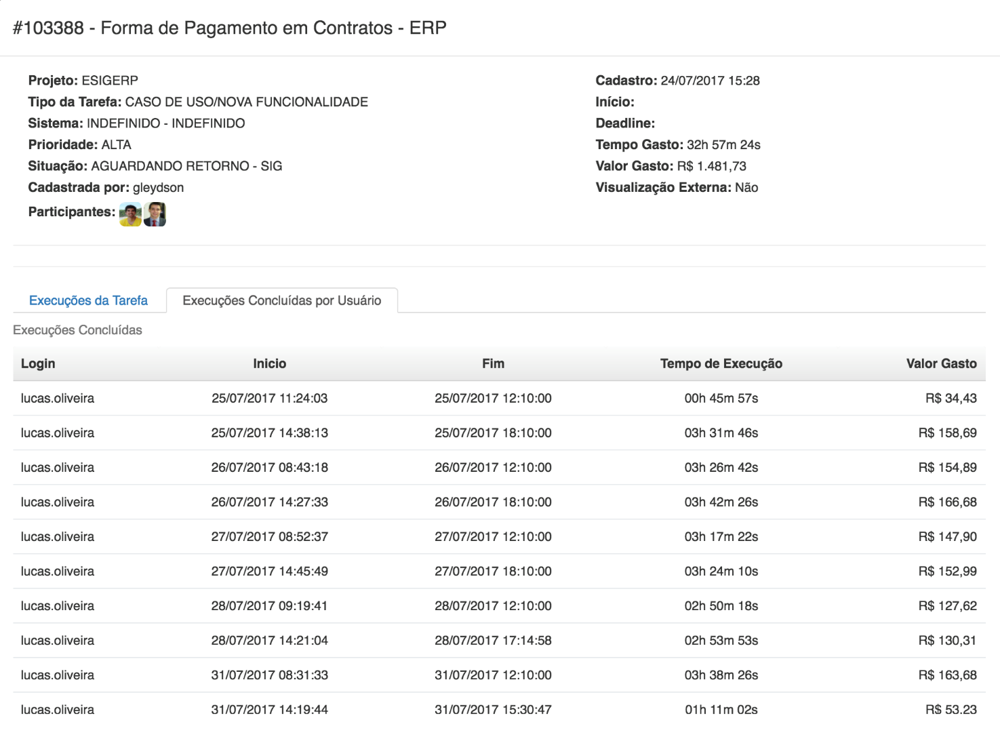 #103388 - Forma de Pagamento em Contratos - ERP
Projeto: ESIGERP
Tipo da Tarefa: CASO DE USO/NOVA FUNCIONALIDADE
Sistema: INDEFINIDO - INDEFINIDO
Prioridade: ALTA
Situação: AGUARDANDO RETORNO - SIG
Cadastrada por: gleydson
Participantes:
Cadastro: 24/07/2017 15:28
Início:
Deadline:
Tempo Gasto: 32h 57m 24s
Valor Gasto: R$ 1.481,73
Visualização Externa: Não
Execuções da Tarefa Execuções Concluídas por Usuário
Execuções Concluídas
Login Inicio Fim Tempo de Execução Valor Gasto
lucas.oliveira 25/07/2017 11:24:03 25/07/2017 12:10:00 00h 45m 57s R$ 34,43
lucas.oliveira 25/07/2017 14:38:13 25/07/2017 18:10:00 03h 31m 46s R$ 158,69
lucas.oliveira 26/07/2017 08:43:18 26/07/2017 12:10:00 03h 26m 42s R$ 154,89
lucas.oliveira 26/07/2017 14:27:33 26/07/2017 18:10:00 03h 42m 26s R$ 166,68
lucas.oliveira 27/07/2017 08:52:37 27/07/2017 12:10:00 03h 17m 22s R$ 147,90
lucas.oliveira 27/07/2017 14:45:49 27/07/2017 18:10:00 03h 24m 10s R$ 152,99
lucas.oliveira 28/07/2017 09:19:41 28/07/2017 12:10:00 02h 50m 18s R$ 127,62
lucas.oliveira 28/07/2017 14:21:04 28/07/2017 17:14:58 02h 53m 53s R$ 130,31
lucas.oliveira 31/07/2017 08:31:33 31/07/2017 12:10:00 03h 38m 26s R$ 163,68
lucas.oliveira 31/07/2017 14:19:44 31/07/2017 15:30:47 01h 11m 02s R$ 53.23